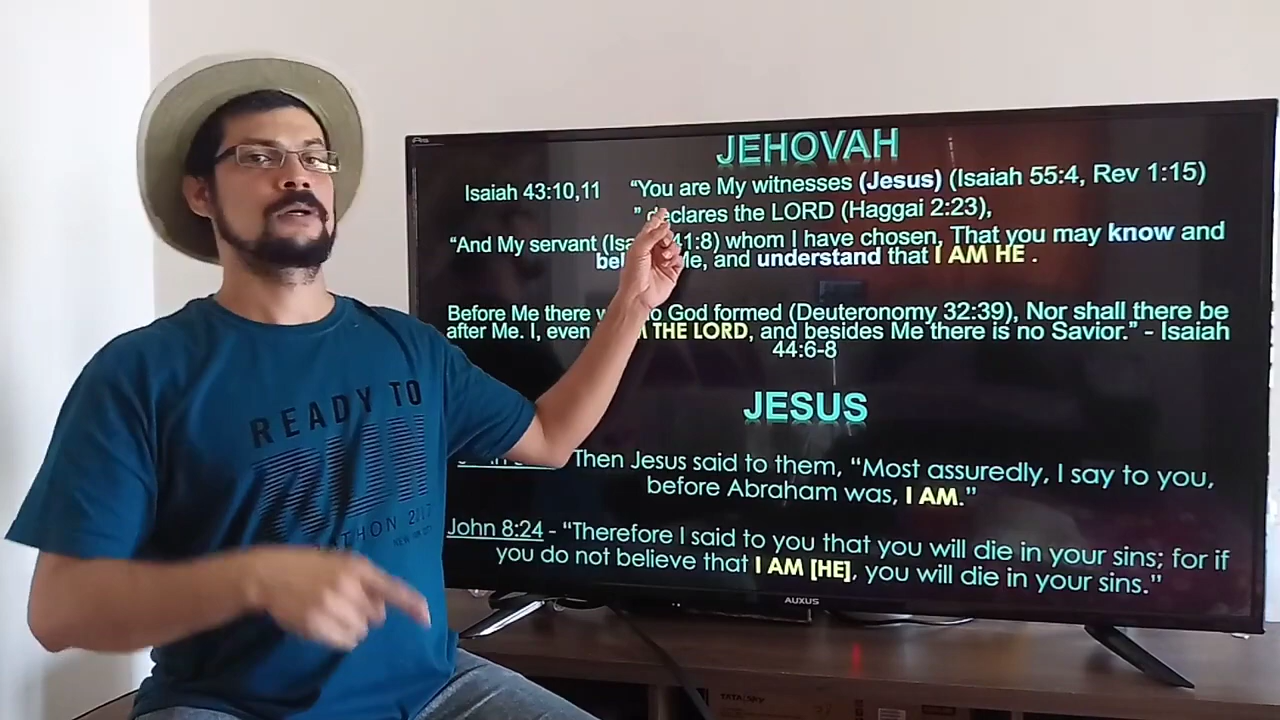 JEHOVAH
Isaiah 43:10,11 “You are My witnesses (Jesus) (Isaiah 55:4, Rev 1:15)
” declares the LORD (Haggai 2:23),
“And My servant 41:8) whom I have chosen, That you may know and
Me, and understand that I AM HE .
Before Me there God formed (Deuteronomy 32:39), Nor shall there be
after Me. I, even THE LORD, and besides Me there is no Savior.” - Isaiah
44:6-8
JESUS
Then Jesus said to them, “Most assuredly, I say to you,
before Abraham was, I AM.”
John 8:24 - “Therefore I said to you that you will die in your sins; for if
you do not believe that I AM [HE], you will die in your sins.”
AUXUS
READY TO
RUN
NEW YORK CITY
TATA SKY